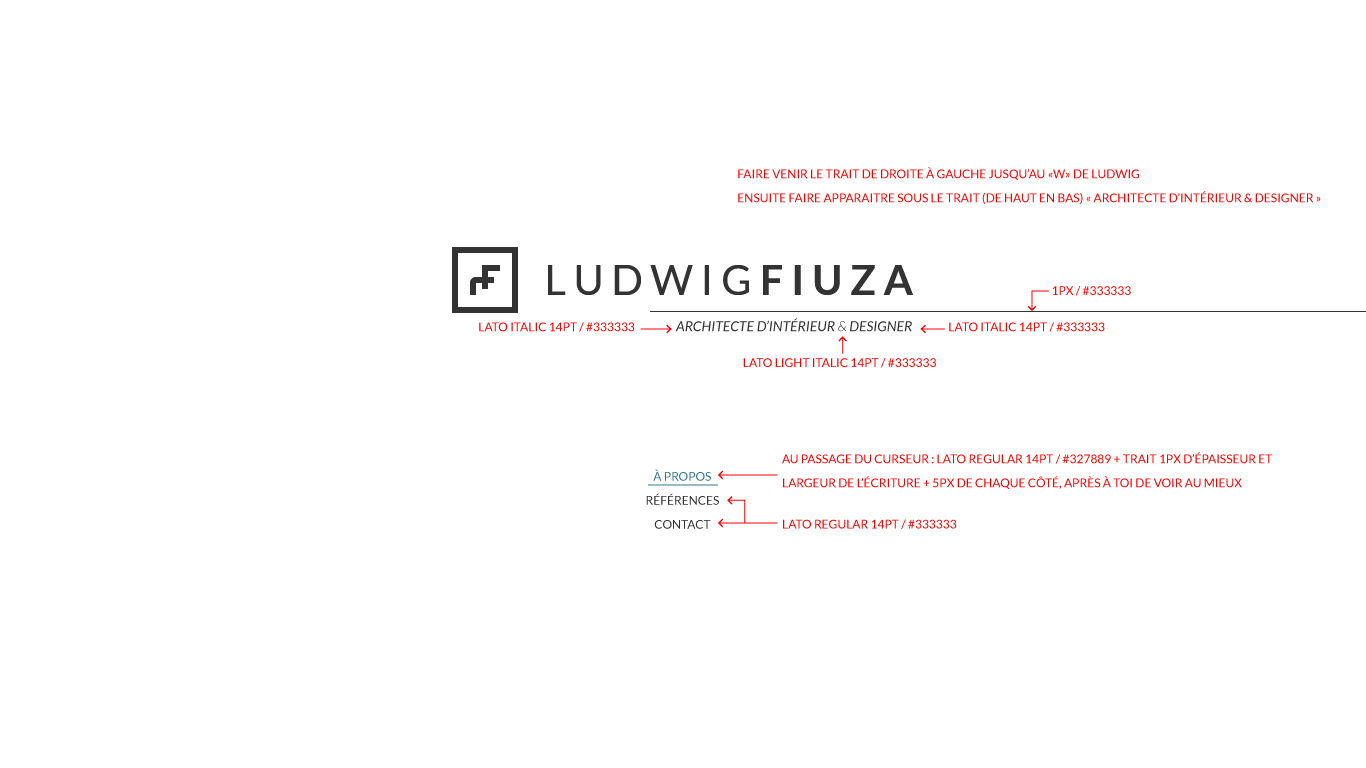 FAIRE VENIR LE TRAIT DE DROITE À GAUCHE JUSQU'AU «W» DE LUDWIG
ENSUITE FAIRE APPARAITRE SOUS LE TRAIT (DE HAUT EN BAS) « ARCHITECTE D'INTÉRIEUR & DESIGNER »
LUDWIGFIUZA
1PX / #333333
LATO ITALIC 14PT / #333333
ARCHITECTE D'INTÉRIEUR & DESIGNER
LATO ITALIC 14PT / #333333
LATO LIGHT ITALIC 14PT / #333333
AU PASSAGE DU CURSEUR : LATO REGULAR 14PT / #327889 + TRAIT 1PX D'ÉPAISSEUR ET
À PROPOS
LARGEUR DE L'ÉCRITURE + 5PX DE CHAQUE CÔTÉ, APRÈS À TOI DE VOIR AU MIEUX
RÉFÉRENCES
CONTACT
LATO REGULAR 14PT / #333333